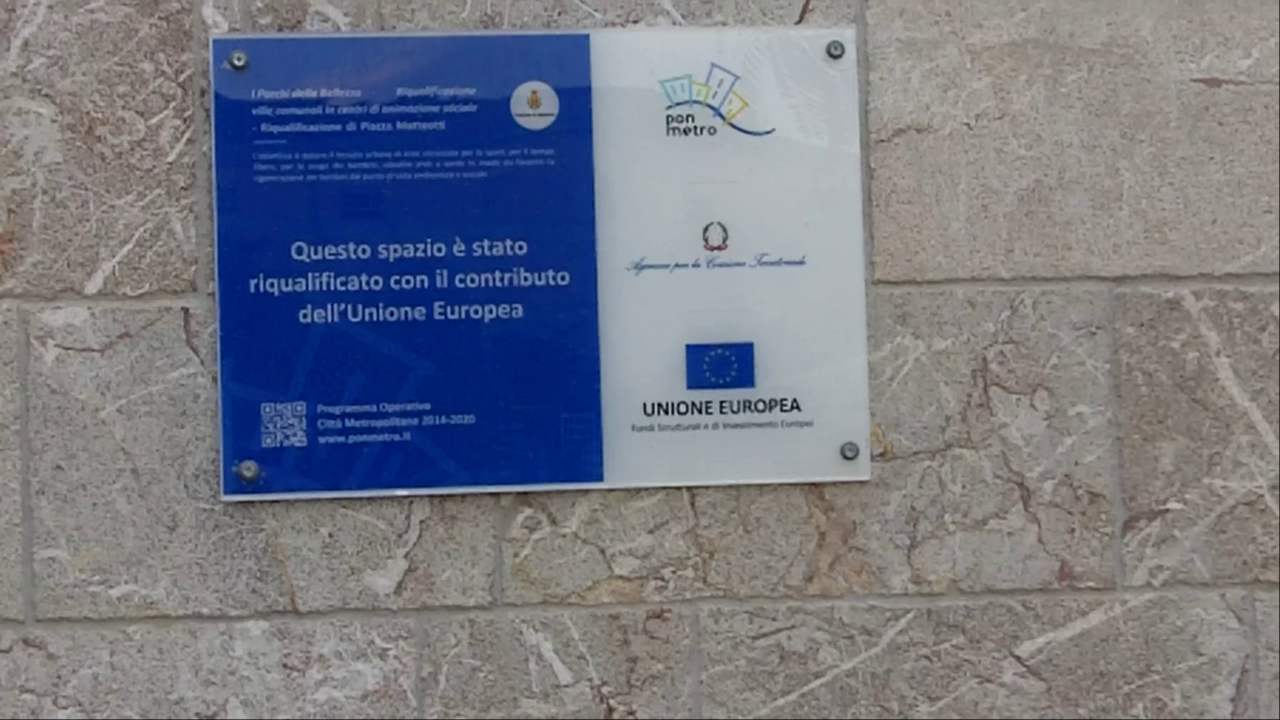 I Parchi della Bellezza - Riqualificazione
ville comunali in centri di animazione sociale
- Riqualificazione di Piazza Matteotti
Questo spazio è stato
riqualificato con il contributo
dell'Unione Europea
Programma Operativo
Città Metropolitane 2014-2020
www.ponmetro.it
pon
metro
Agenzia per la Coesione Territoriale
UNIONE EUROPEA
Fondi Strutturali e di Investimento Europei